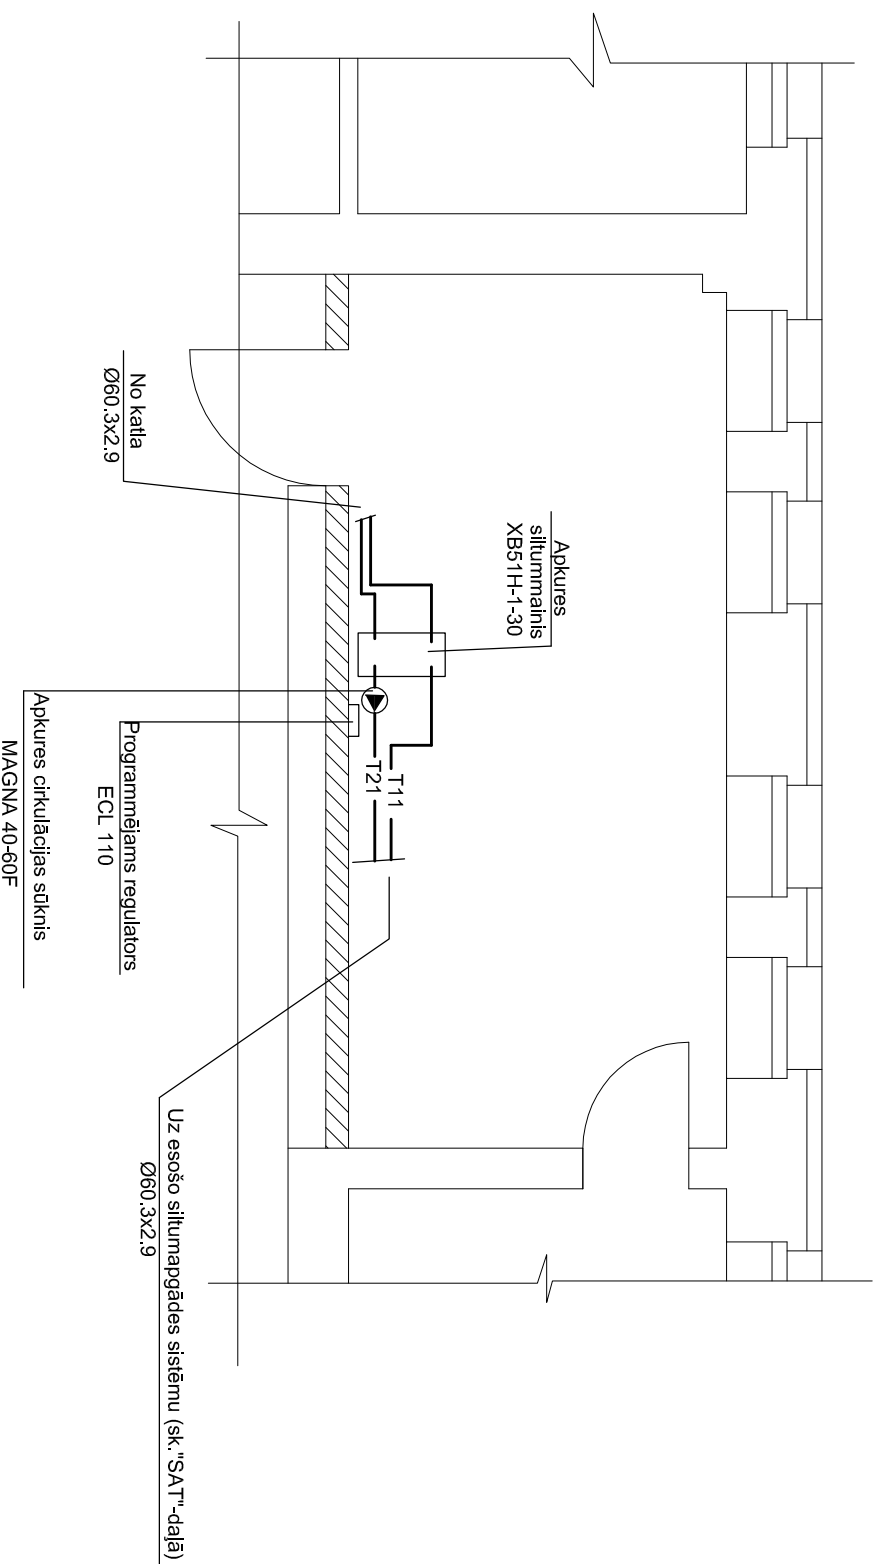 Apkures
siltummainis
XB51H-1-30
No katla
Ø60.3x2.9
T11
T21
Programmējams regulators
ECL 110
Apkures cirkulācijas sūknis
MAGNA 40-60F
Uz esošo siltumapgādes sistēmu (sk."SAT"-daļā)
Ø60.3x2.9